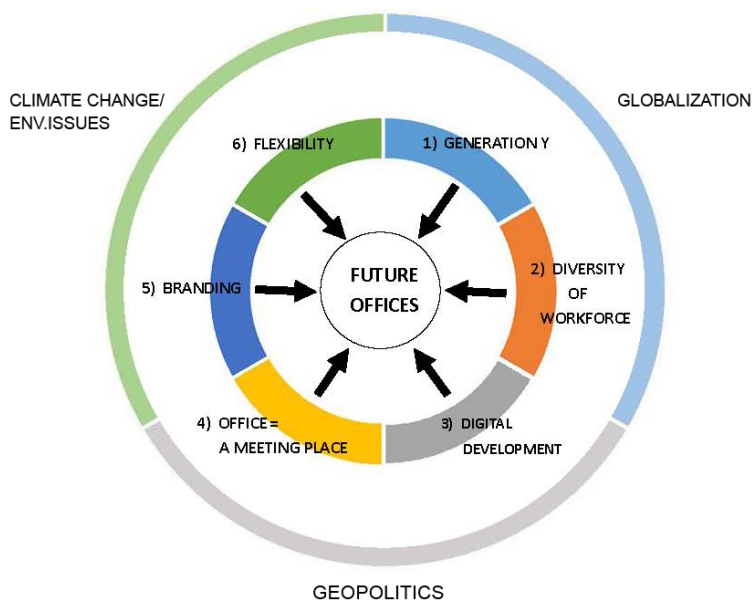 CLIMATE CHANGE/
ENV.ISSUES
GLOBALIZATION
6) FLEXIBILITY
1) GENERATION Y
FUTURE
OFFICES
5) BRANDING
2) DIVERSITY
OF
WORKFORCE
4) OFFICE =
A MEETING PLACE
3) DIGITAL
DEVELOPMENT
GEOPOLITICS